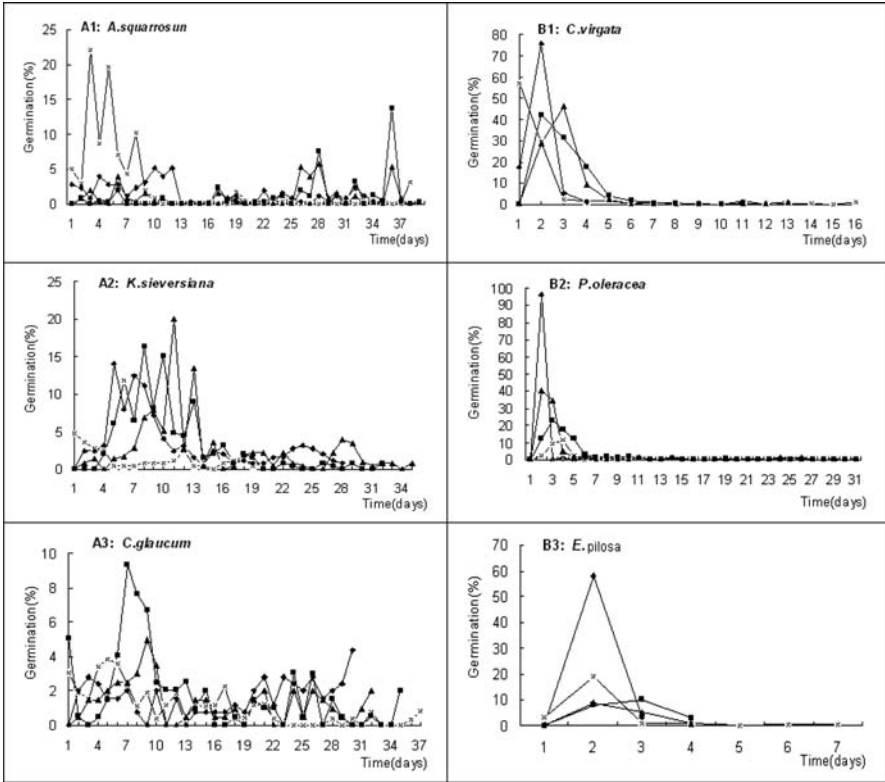 A1: A.squarrosun
Germination(%)
25
20
15
10
5
0
1 4 7 10 13 16 19 22 25 28 31 34 37
Time(days)
B1: C.virgata
Germination(%)
80
70
60
50
40
30
20
10
0
1 2 3 4 5 6 7 8 9 10 11 12 13 14 15 16
Time(days)
A2: K.sieversiana
Germination(%)
25
20
15
10
5
0
1 4 7 10 13 16 19 22 25 28 31 34
Time(days)
B2: P.oleracea
Germination(%)
100
90
80
70
60
50
40
30
20
10
0
1 3 5 7 9 11 13 15 17 19 21 23 25 27 29 31
Time(days)
A3: C.glaucum
Germination(%)
10
8
6
4
2
0
1 4 7 10 13 16 19 22 25 28 31 34 37
Time(days)
B3: E.pilosa
Germination(%)
70
60
50
40
30
20
10
0
1 2 3 4 5 6 7
Time(days)